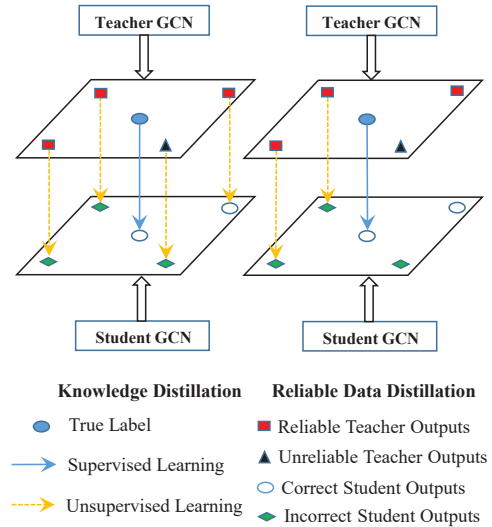 Teacher GCN Teacher GCN
Student GCN Student GCN
Knowledge Distillation Reliable Data Distillation
True Label Reliable Teacher Outputs
Supervised Learning Unreliable Teacher Outputs
Unsupervised Learning Correct Student Outputs
Incorrect Student Outputs